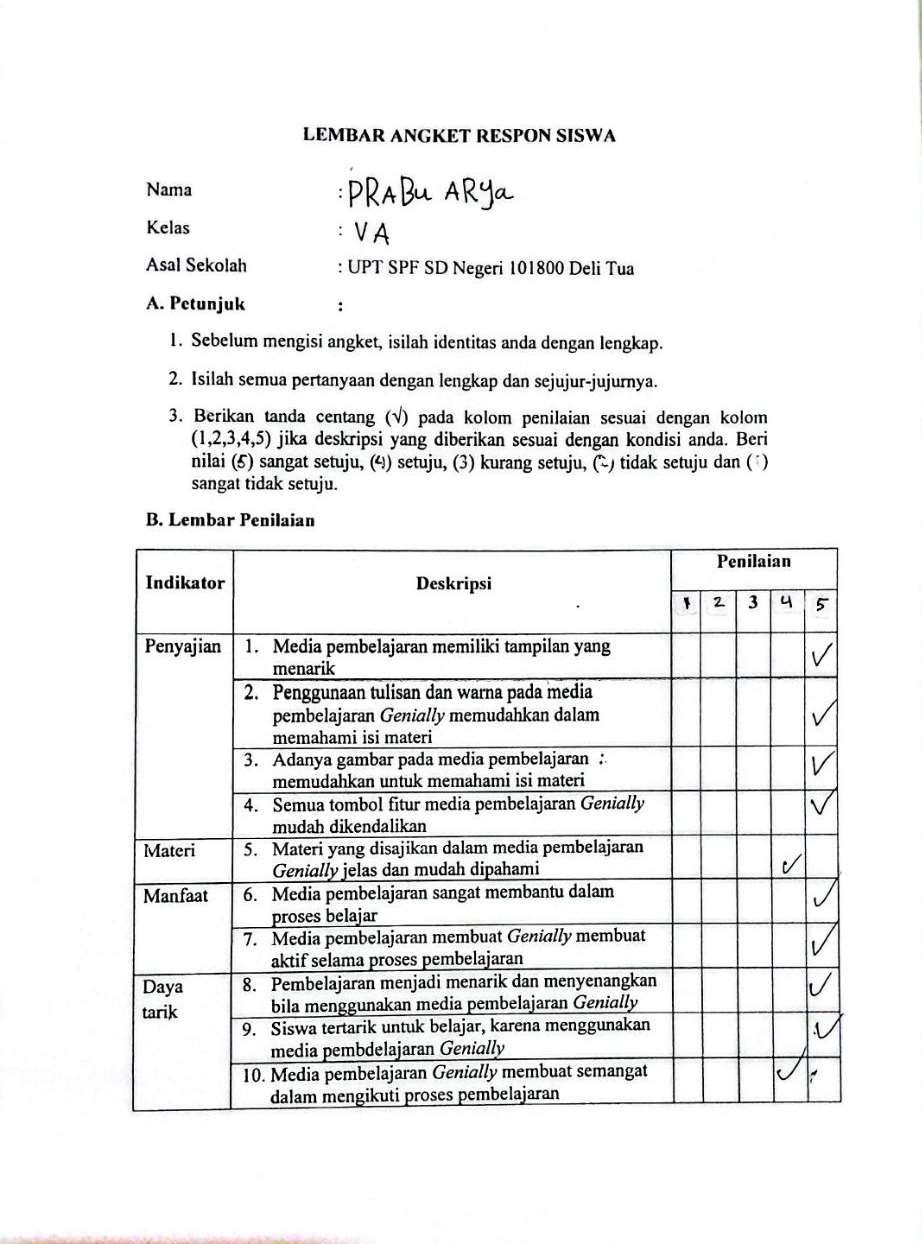 LEMBAR ANGKET RESPON SISWA
Nama : PRABU ARYa
Kelas : V A
Asal Sekolah : UPT SPF SD Negeri 101800 Deli Tua
A. Petunjuk :
1. Sebelum mengisi angket, isilah identitas anda dengan lengkap.
2. Isilah semua pertanyaan dengan lengkap dan sejujur-jujurnya.
3. Berikan tanda centang (√) pada kolom penilaian sesuai dengan kolom
(1,2,3,4,5) jika deskripsi yang diberikan sesuai dengan kondisi anda. Beri
nilai (5) sangat setuju, (4) setuju, (3) kurang setuju, (2) tidak setuju dan ( )
sangat tidak setuju.
B. Lembar Penilaian
Indikator Deskripsi Penilaian
1 2 3 4 5
Penyajian 1. Media pembelajaran memiliki tampilan yang
menarik ✓
2. Penggunaan tulisan dan warna pada media
pembelajaran Genially memudahkan dalam ✓
memahami isi materi
3. Adanya gambar pada media pembelajaran :
memudahkan untuk memahami isi materi ✓
4. Semua tombol fitur media pembelajaran Genially ✓
mudah dikendalikan
Materi 5. Materi yang disajikan dalam media pembelajaran
Genially jelas dan mudah dipahami ✓
Manfaat 6. Media pembelajaran sangat membantu dalam ✓
proses belajar
7. Media pembelajaran membuat Genially membuat ✓
aktif selama proses pembelajaran
Daya 8. Pembelajaran menjadi menarik dan menyenangkan ✓
tarik bila menggunakan media pembelajaran Genially
9. Siswa tertarik untuk belajar, karena menggunakan ✓
media pembdelajaran Genially
10. Media pembelajaran Genially membuat semangat ✓
dalam mengikuti proses pembelajaran